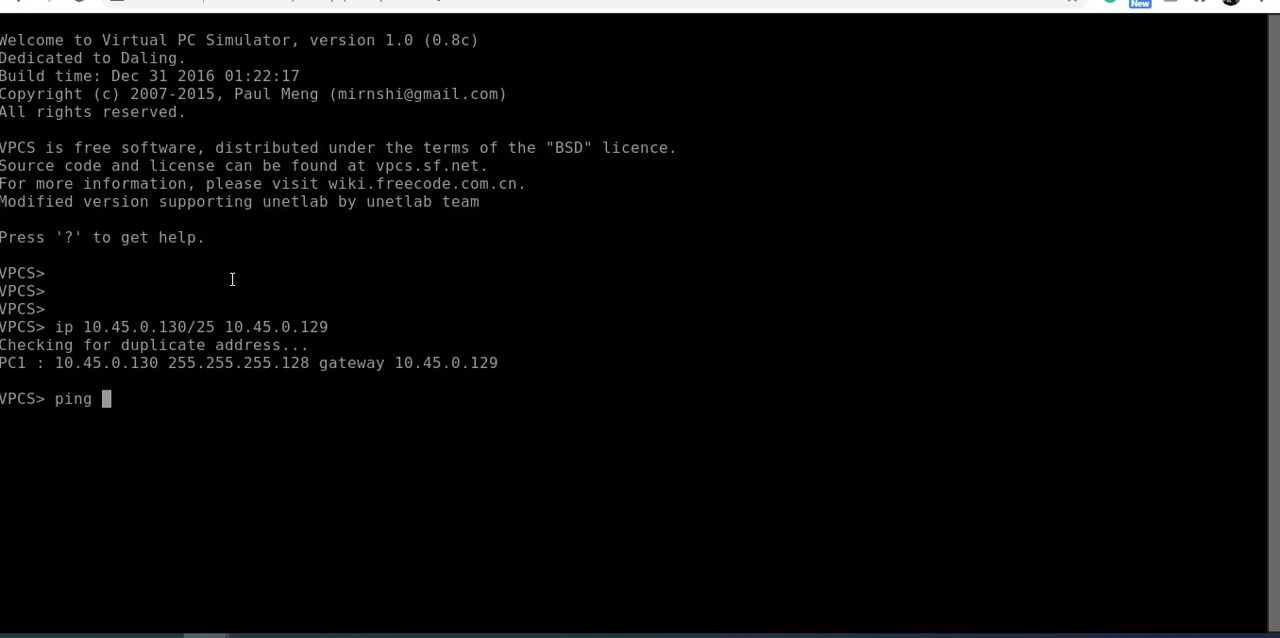 New
Welcome to Virtual PC Simulator, version 1.0 (0.8c)
Dedicated to Daling.
Build time: Dec 31 2016 01:22:17
Copyright (c) 2007-2015, Paul Meng (mirnshi@gmail.com)
All rights reserved.
VPCS is free software, distributed under the terms of the "BSD" licence.
Source code and license can be found at vpcs.sf.net.
For more information, please visit wiki.freecode.com.cn.
Modified version supporting unetlab by unetlab team
Press '?' to get help.
VPCS>
VPCS>
VPCS>
VPCS> ip 10.45.0.130/25 10.45.0.129
Checking for duplicate address...
PC1 : 10.45.0.130 255.255.255.128 gateway 10.45.0.129
VPCS> ping